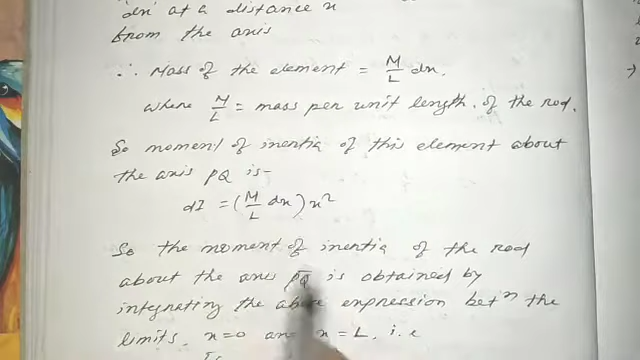 'dx' at a distance x
from the axis
∴ Mass of the element = M/L dx.
where M/L = mass per unit length of the rod.
So moment of inertia of this element about
the axis PQ is-
dI = (M/L dx) x²
So the moment of inertia of the rod
about the axis PQ is obtained by
integrating the above expression betⁿ the
limits, x=0 and x=L, i.e